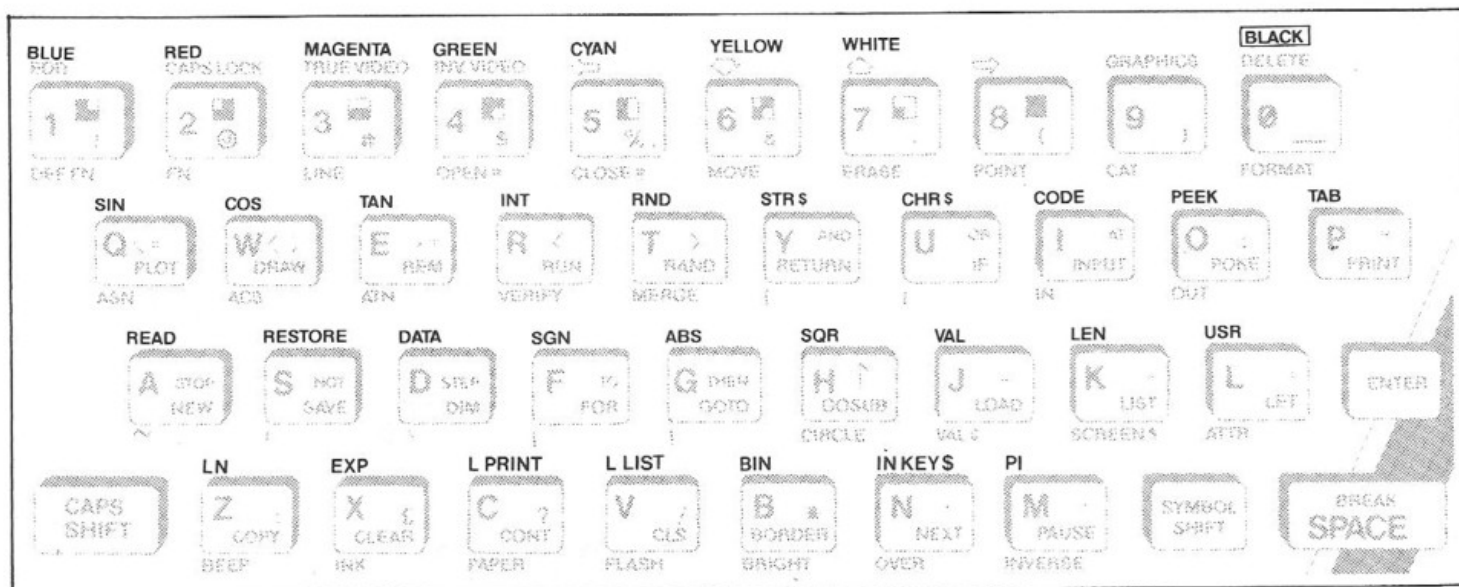 BLUE RED MAGENTA GREEN CYAN YELLOW WHITE BLACK
EDIT CAPS LOCK TRUE VIDEO INV. VIDEO GRAPHICS DELETE
1 2 3 4 5 6 7 8 9 0
! @ # $ % & ( ) _
DEF FN FN LINE OPEN # CLOSE # MOVE ERASE POINT CAT FORMAT
SIN COS TAN INT RND STR $ CHR $ CODE PEEK TAB
Q <= W <> E >= R < T > Y AND U OR I AT O ; P "
PLOT DRAW REM RUN RAND RETURN IF INPUT POKE PRINT
ASN ACS ATN VERIFY MERGE [ ] IN OUT
READ RESTORE DATA SGN ABS SQR VAL LEN USR
A STOP S NOT D STEP F TO G THEN H J - K + L =
NEW SAVE DIM FOR GOTO GOSUB LOAD LIST LET ENTER
~ | \ { } CIRCLE VAL $ SCREEN $ ATTR
LN EXP L PRINT L LIST BIN IN KEY $ PI
CAPS Z : X £ C ? V / B * N M SYMBOL BREAK
SHIFT COPY CLEAR CONT CLS BORDER NEXT PAUSE SHIFT SPACE
BEEP INK PAPER FLASH BRIGHT OVER INVERSE